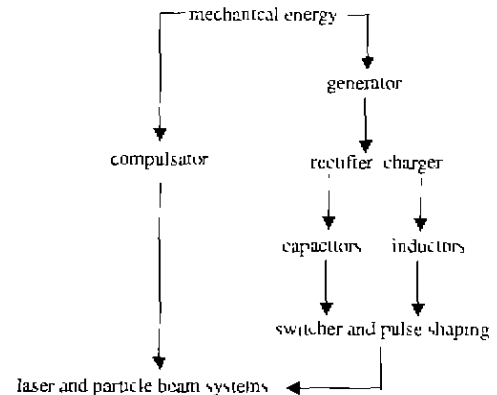 mechanical energy
generator
compulsator
rectifier charger
capacitors
inductors
switcher and pulse shaping
laser and particle beam systems